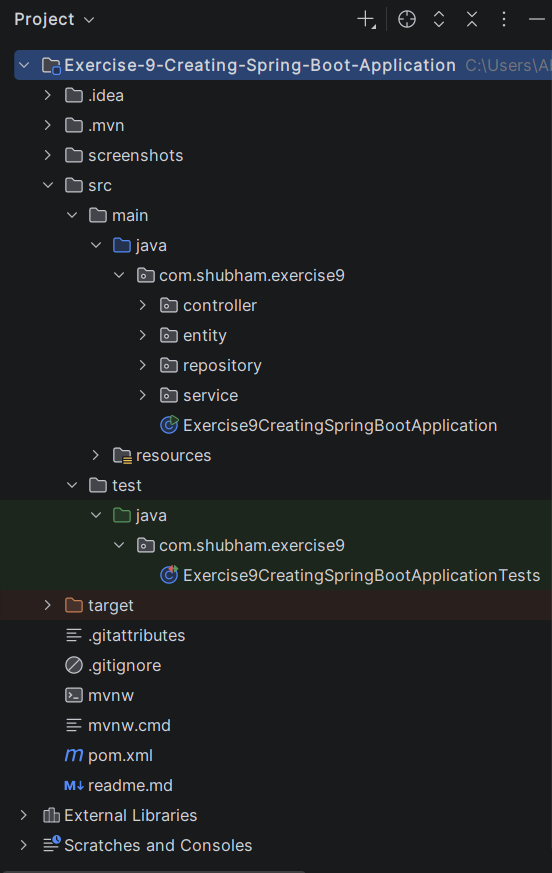 Project
Exercise-9-Creating-Spring-Boot-Application C:\Users\A
.idea
.mvn
screenshots
src
main
java
com.shubham.exercise9
controller
entity
repository
service
Exercise9CreatingSpringBootApplication
resources
test
java
com.shubham.exercise9
Exercise9CreatingSpringBootApplicationTests
target
.gitattributes
.gitignore
mvnw
mvnw.cmd
m pom.xml
M↓ readme.md
External Libraries
Scratches and Consoles